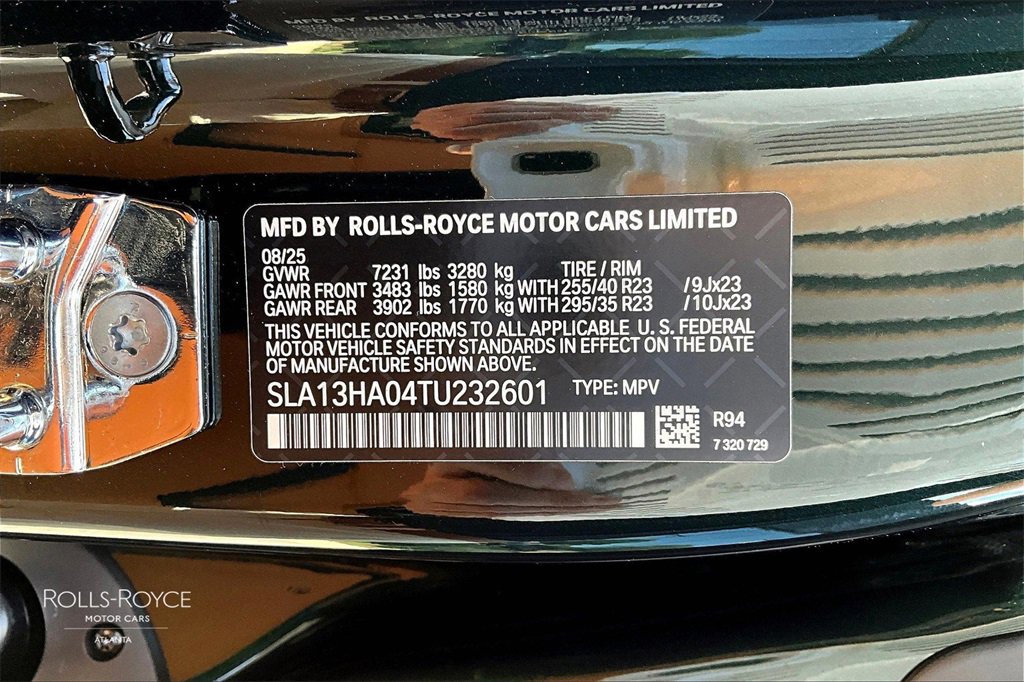 MFD BY ROLLS-ROYCE MOTOR CARS LIMITED
08/25
GVWR 7231 lbs 3280 kg TIRE / RIM
GAWR FRONT 3483 lbs 1580 kg WITH 255/40 R23 /9Jx23
GAWR REAR 3902 lbs 1770 kg WITH 295/35 R23 /10Jx23
THIS VEHICLE CONFORMS TO ALL APPLICABLE U. S. FEDERAL
MOTOR VEHICLE SAFETY STANDARDS IN EFFECT ON THE DATE
OF MANUFACTURE SHOWN ABOVE.
SLA13HA04TU232601 TYPE: MPV
R94
7 320 729
ROLLS-ROYCE
MOTOR CARS
ATLANTA